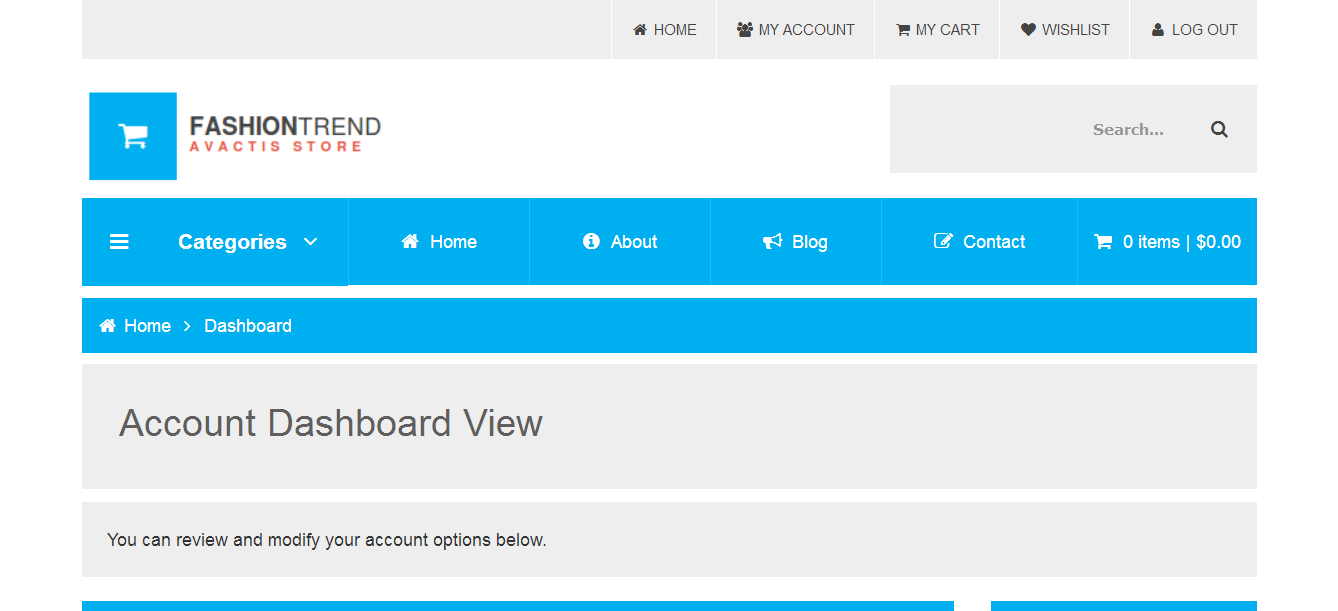 HOME MY ACCOUNT MY CART WISHLIST LOG OUT
FASHIONTREND
AVACTIS STORE
Search...
Categories Home About Blog Contact 0 items | $0.00
Home Dashboard
Account Dashboard View
You can review and modify your account options below.